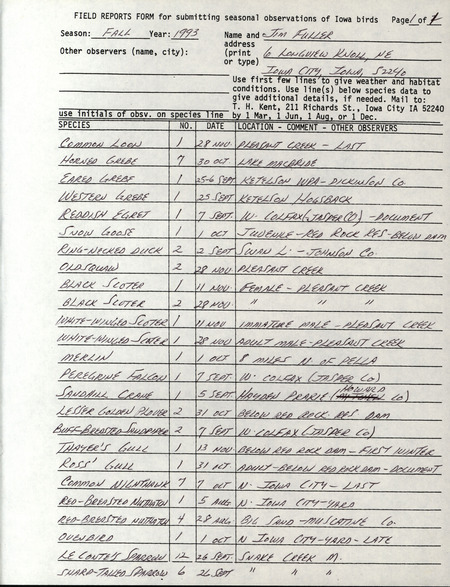 FIELD REPORTS FORM for submitting seasonal observations of Iowa birds Page 1 of 1
Season: FALL Year: 1993 Name and JIM FULLER
address
Other observers (name, city): (print 6 LONGVIEW KNOLL, NE
or type) IOWA CITY, IOWA, 52240
Use first few lines to give weather and habitat
conditions. Use line(s) below species data to
give additional details, if needed. Mail to:
T. H. Kent, 211 Richards St., Iowa City IA 52240
use initials of obsv. on species line by 1 Mar, 1 Jun, 1 Aug, or 1 Dec.
SPECIES NO. DATE LOCATION - COMMENT - OTHER OBSERVERS
COMMON LOON 1 28 NOV PLEASANT CREEK - LAST
HORNED GREBE 7 30 OCT LAKE MACBRIDE
EARED GREBE 1 25-6 SEPT KETELSON WPA - DICKINSON CO
WESTERN GREBE 1 25 SEPT KETELSON HOGSBACK
REDDISH EGRET 1 7 SEPT W. COLFAX (JASPER CO) - DOCUMENT
SNOW GOOSE 1 1 OCT JUVENILE - RED ROCK RES - BELOW DAM
RING-NECKED DUCK 2 2 SEPT SWAN L. - JOHNSON CO
OLDSQUAW 2 28 NOV PLEASANT CREEK
BLACK SCOTER 1 11 NOV FEMALE - PLEASANT CREEK
BLACK SCOTER 2 28 NOV " " "
WHITE-WINGED SCOTER 1 11 NOV IMMATURE MALE - PLEASANT CREEK
WHITE-WINGED SCOTER 1 28 NOV ADULT MALE - PLEASANT CREEK
MERLIN 1 1 OCT 8 MILES N OF PELLA
PEREGRINE FALCON 1 7 SEPT W. COLFAX (JASPER CO)
SANDHILL CRANE 1 5 SEPT HAYDEN PRAIRIE (HOWARD CO)
LESSER GOLDEN PLOVER 2 31 OCT BELOW RED ROCK RES DAM
BUFF-BREASTED SANDPIPER 2 7 SEPT W. COLFAX (JASPER CO)
THAYER'S GULL 1 13 NOV BELOW RED ROCK DAM - FIRST WINTER
ROSS' GULL 1 31 OCT ADULT - BELOW RED ROCK DAM - DOCUMENT
COMMON NIGHTHAWK 7 7 OCT N. IOWA CITY - LAST
RED-BREASTED NUTHATCH 1 5 AUG N. IOWA CITY - YARD
RED-BREASTED NUTHATCH 4 28 AUG BIG SAND - MUSCATINE CO.
OVENBIRD 1 1 OCT N IOWA CITY - YARD - LATE
LE CONTE'S SPARROW 12 26 SEPT SNAKE CREEK M.
SHARP-TAILED SPARROW 6 26 SEPT " " "